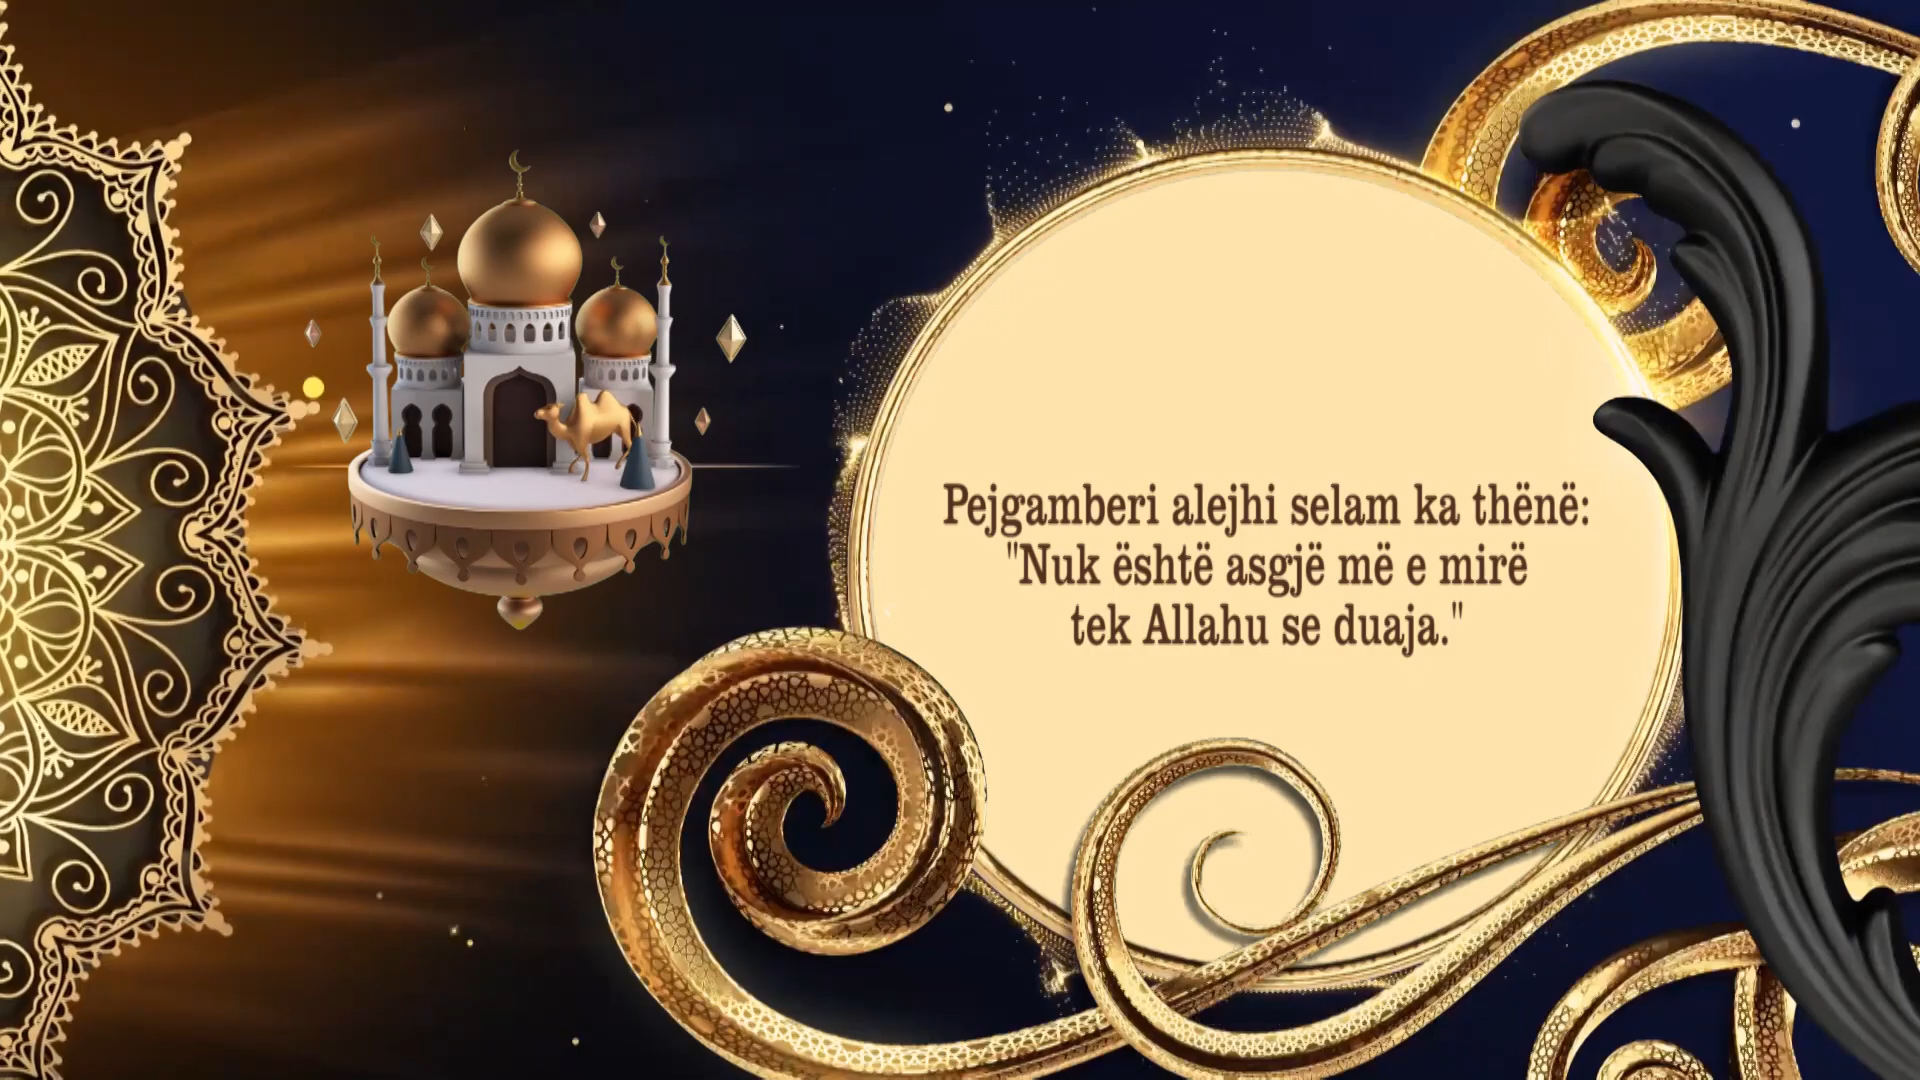 Pejgamberi alejhi selam ka thënë:
"Nuk është asgjë më e mirë
tek Allahu se duaja."